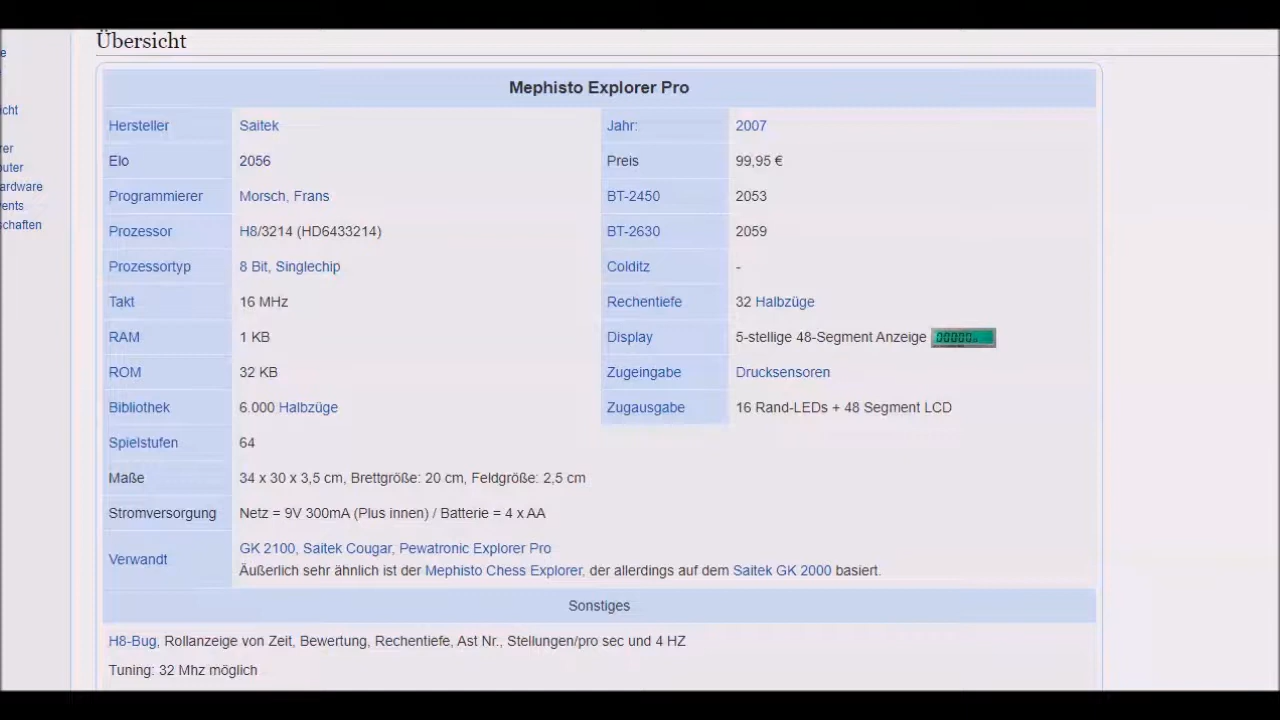 Übersicht
Mephisto Explorer Pro
Hersteller Saitek Jahr: 2007
Elo 2056 Preis 99,95 €
Programmierer Morsch, Frans BT-2450 2053
Prozessor H8/3214 (HD6433214) BT-2630 2059
Prozessortyp 8 Bit, Singlechip Colditz -
Takt 16 MHz Rechentiefe 32 Halbzüge
RAM 1 KB Display 5-stellige 48-Segment Anzeige
ROM 32 KB Zugeingabe Drucksensoren
Bibliothek 6.000 Halbzüge Zugausgabe 16 Rand-LEDs + 48 Segment LCD
Spielstufen 64
Maße 34 x 30 x 3,5 cm, Brettgröße: 20 cm, Feldgröße: 2,5 cm
Stromversorgung Netz = 9V 300mA (Plus innen) / Batterie = 4 x AA
Verwandt GK 2100, Saitek Cougar, Pewatronic Explorer Pro
Äußerlich sehr ähnlich ist der Mephisto Chess Explorer, der allerdings auf dem Saitek GK 2000 basiert.
Sonstiges
H8-Bug, Rollanzeige von Zeit, Bewertung, Rechentiefe, Ast Nr., Stellungen/pro sec und 4 HZ
Tuning: 32 Mhz möglich
e
icht
rer
outer
ardware
ents
schaften